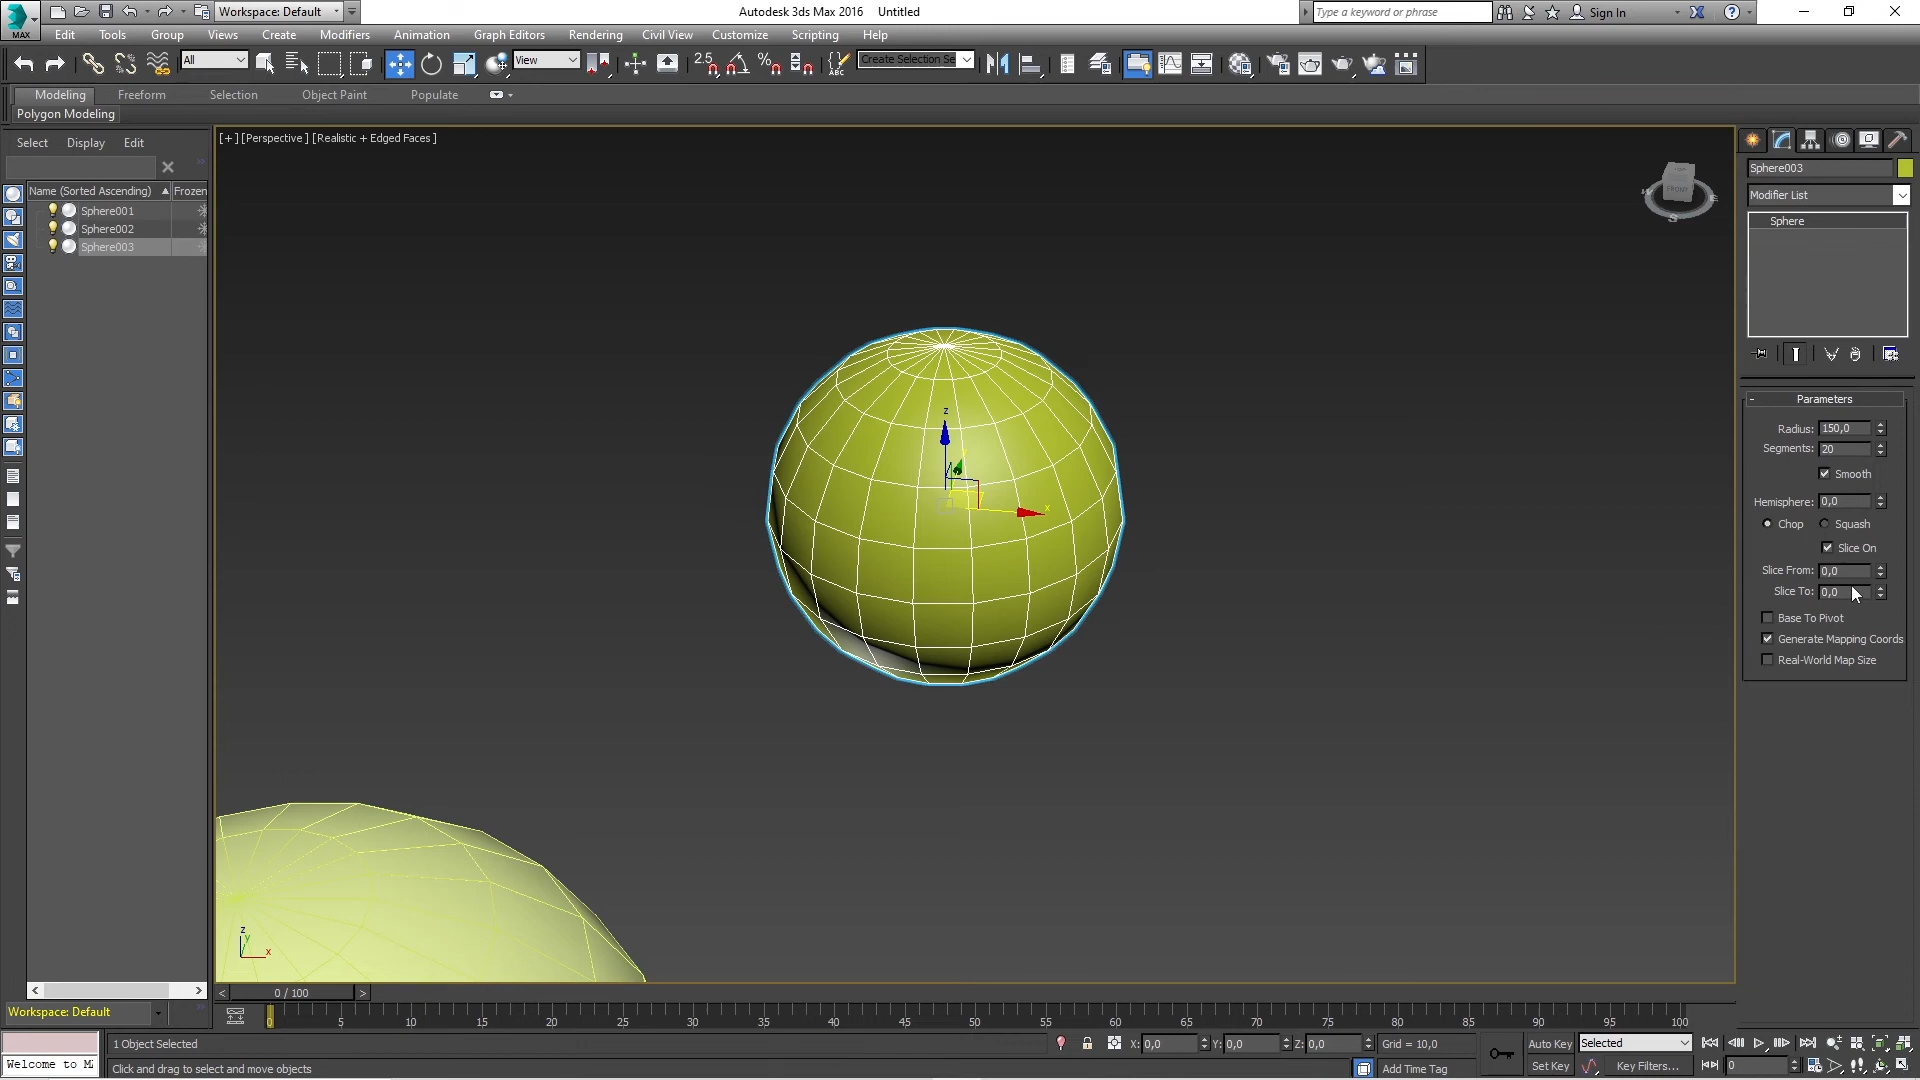 Workspace: Default
Autodesk 3ds Max 2016 Untitled
Type a keyword or phrase
Sign In
MAX
Edit Tools Group Views Create Modifiers Animation Graph Editors Rendering Civil View Customize Scripting Help
All
View
2.5
ABC
Create Selection Se
Modeling Freeform Selection Object Paint Populate
Polygon Modeling
Select Display Edit
[+] [Perspective] [Realistic + Edged Faces]
Name (Sorted Ascending) Frozen
Sphere001
Sphere002
Sphere003
FRONT
S
z
x
z
y
x
Sphere003
Modifier List
Sphere
- Parameters
Radius: 150,0
Segments: 20
Smooth
Hemisphere: 0,0
Chop Squash
Slice On
Slice From: 0,0
Slice To: 0,0
Base To Pivot
Generate Mapping Coords
Real-World Map Size
< 0 / 100 >
Workspace: Default
0 5 10 15 20 25 30 35 40 45 50 55 60 65 70 75 80 85 90 95 100
1 Object Selected
X: 0,0 Y: 0,0 Z: 0,0 Grid = 10,0
Auto Key Selected
Welcome to M
Click and drag to select and move objects
Add Time Tag
Set Key Key Filters...
0